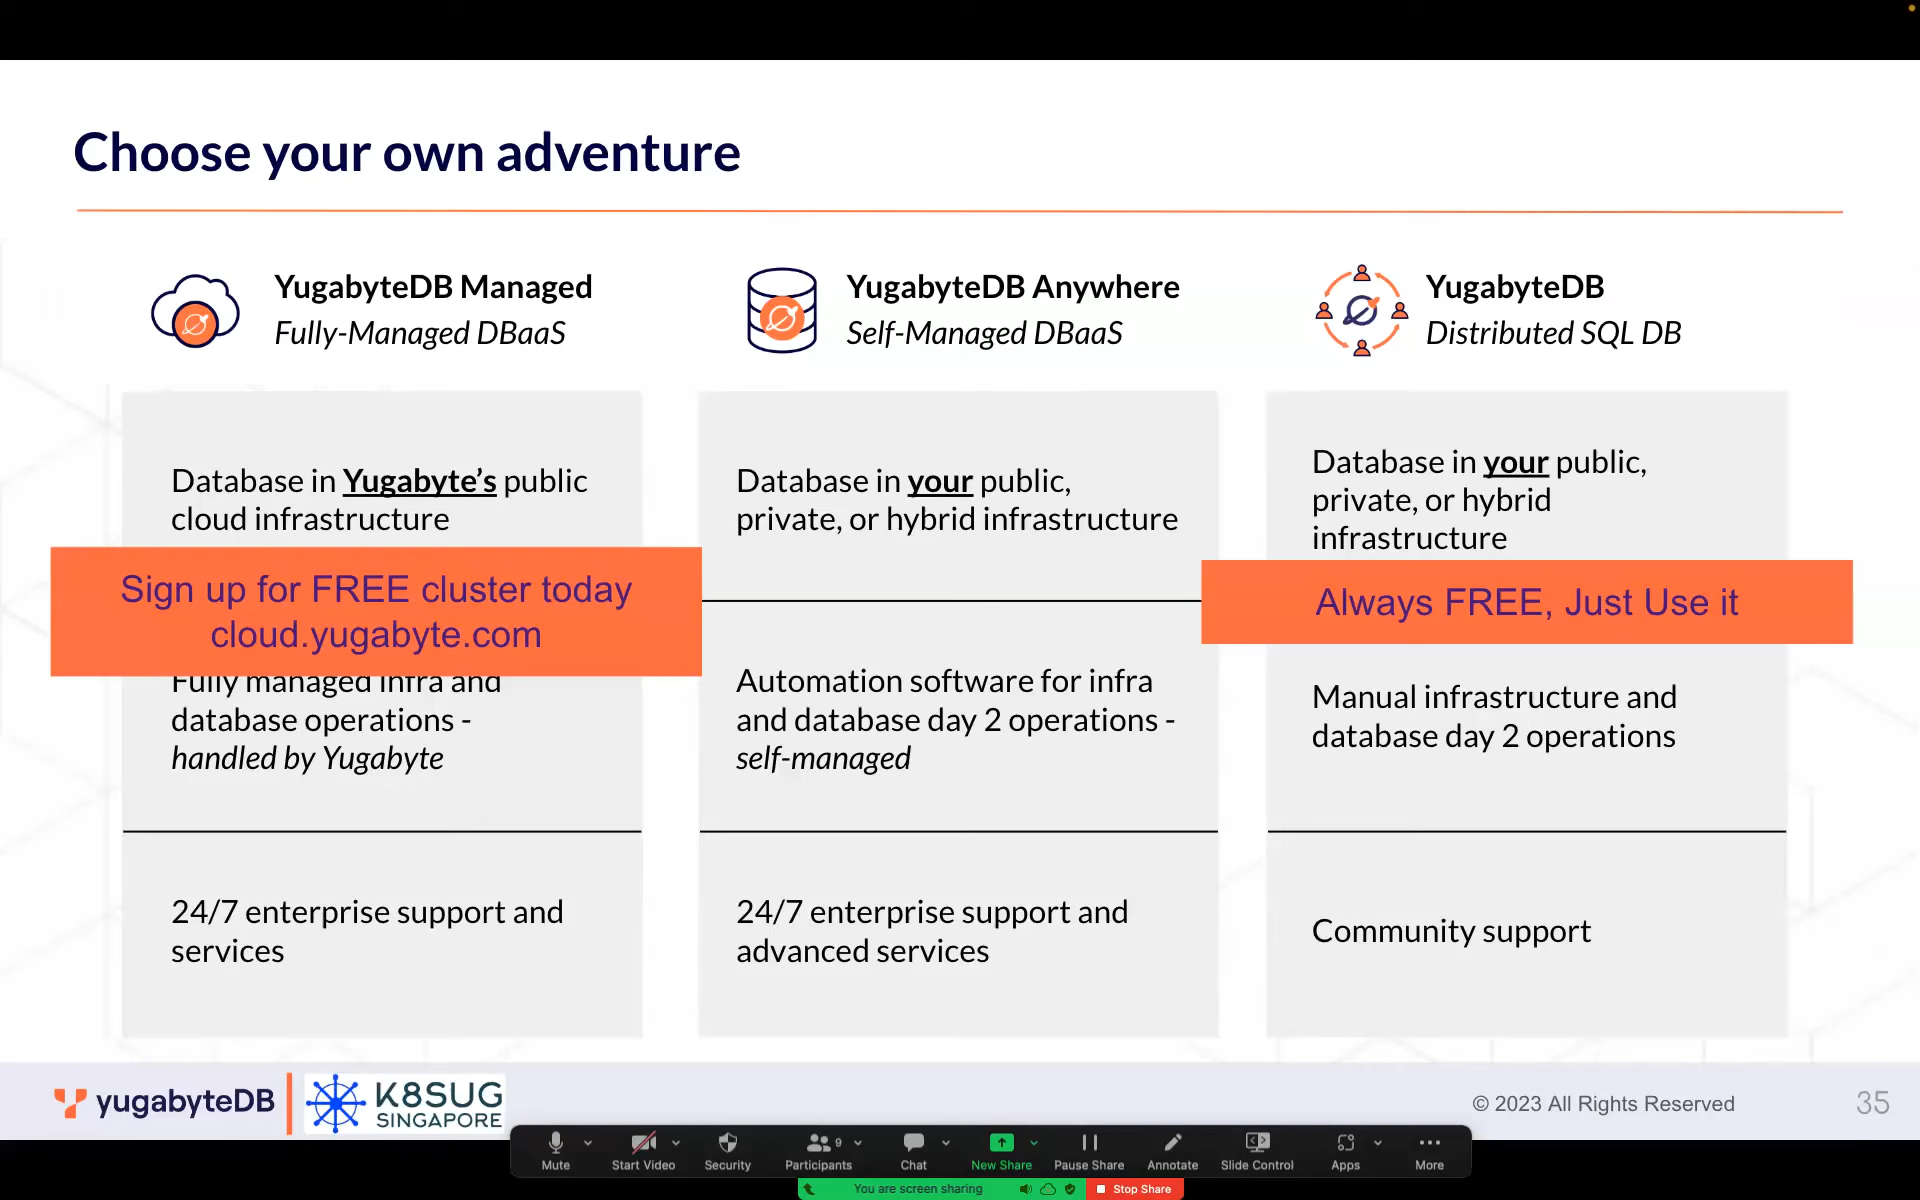 Choose your own adventure
YugabyteDB Managed
Fully-Managed DBaaS
YugabyteDB Anywhere
Self-Managed DBaaS
YugabyteDB
Distributed SQL DB
Database in Yugabyte’s public
cloud infrastructure
Sign up for FREE cluster today
cloud.yugabyte.com
Fully managed infra and
database operations -
handled by Yugabyte
24/7 enterprise support and
services
Database in your public,
private, or hybrid infrastructure
Automation software for infra
and database day 2 operations -
self-managed
24/7 enterprise support and
advanced services
Database in your public,
private, or hybrid
infrastructure
Always FREE, Just Use it
Manual infrastructure and
database day 2 operations
Community support
yugabyteDB
K8SUG
SINGAPORE
© 2023 All Rights Reserved
35
Mute
Start Video
Security
9
Participants
Chat
New Share
Pause Share
Annotate
Slide Control
Apps
More
You are screen sharing
Stop Share